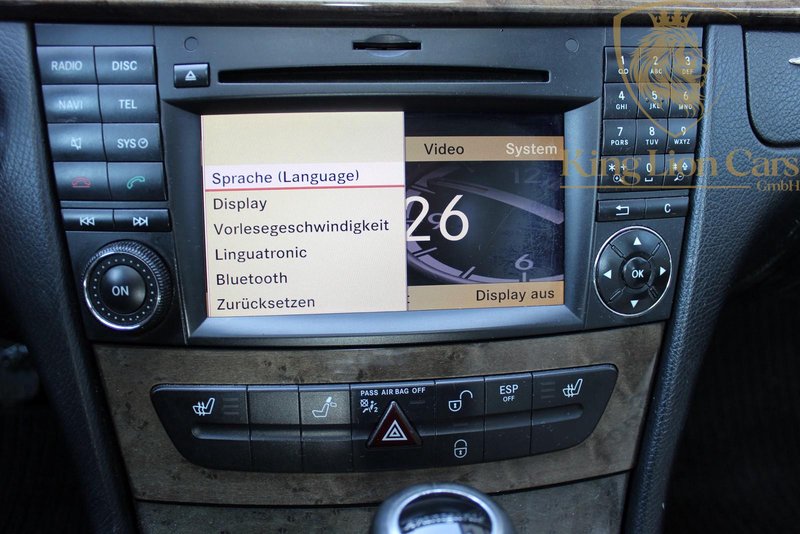 RADIO
DISC
NAVI
TEL
SYS
ON
Sprache (Language)
Display
Vorlesegeschwindigkeit
Linguatronic
Bluetooth
Zurücksetzen
Video
System
26
Display aus
1
2 ABC
3 DEF
4 GHI
5 JKL
6 MNO
7 PQRS
8 TUV
9 WXYZ
* 0 #
C
OK
King Lion Cars
GmbH
PASS AIR BAG OFF
ESP
OFF